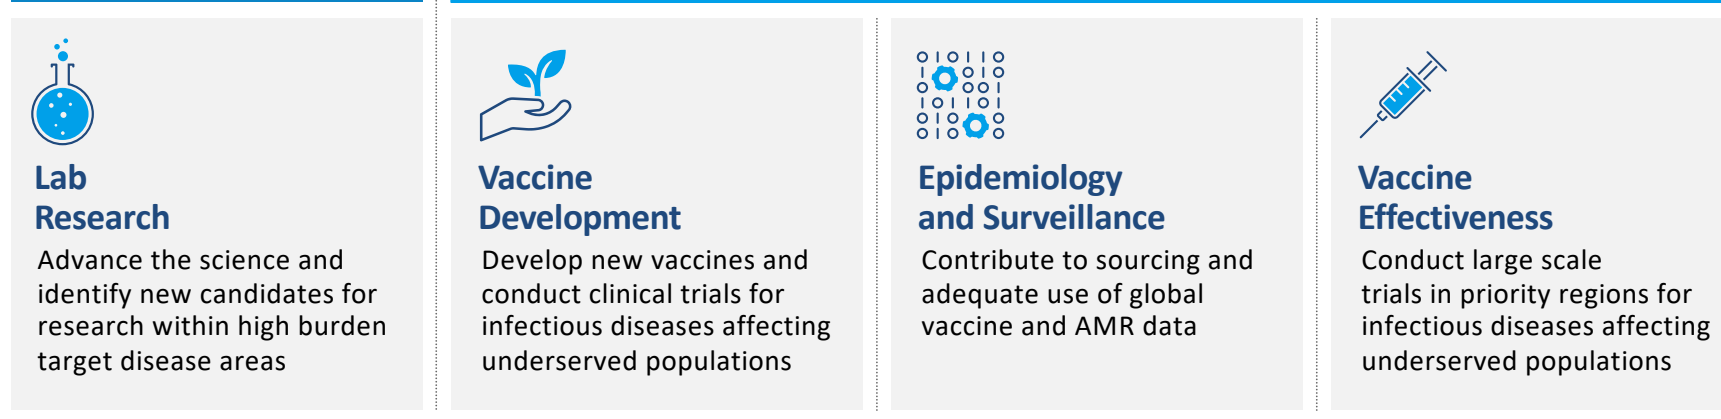 Lab
Research
Advance the science and
identify new candidates for
research within high burden
target disease areas
Vaccine
Development
Develop new vaccines and
conduct clinical trials for
infectious diseases affecting
underserved populations
Epidemiology
and Surveillance
Contribute to sourcing and
adequate use of global
vaccine and AMR data
Vaccine
Effectiveness
Conduct large scale
trials in priority regions for
infectious diseases affecting
underserved populations